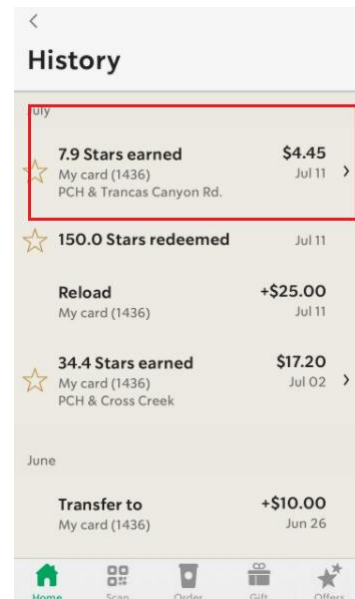 History
July
7.9 Stars earned $4.45
My card (1436) Jul 11
PCH & Trancas Canyon Rd.
150.0 Stars redeemed Jul 11
Reload +$25.00
My card (1436) Jul 11
34.4 Stars earned $17.20
My card (1436) Jul 02
PCH & Cross Creek
June
Transfer to +$10.00
My card (1436) Jun 26
Home Scan Order Gift Offers